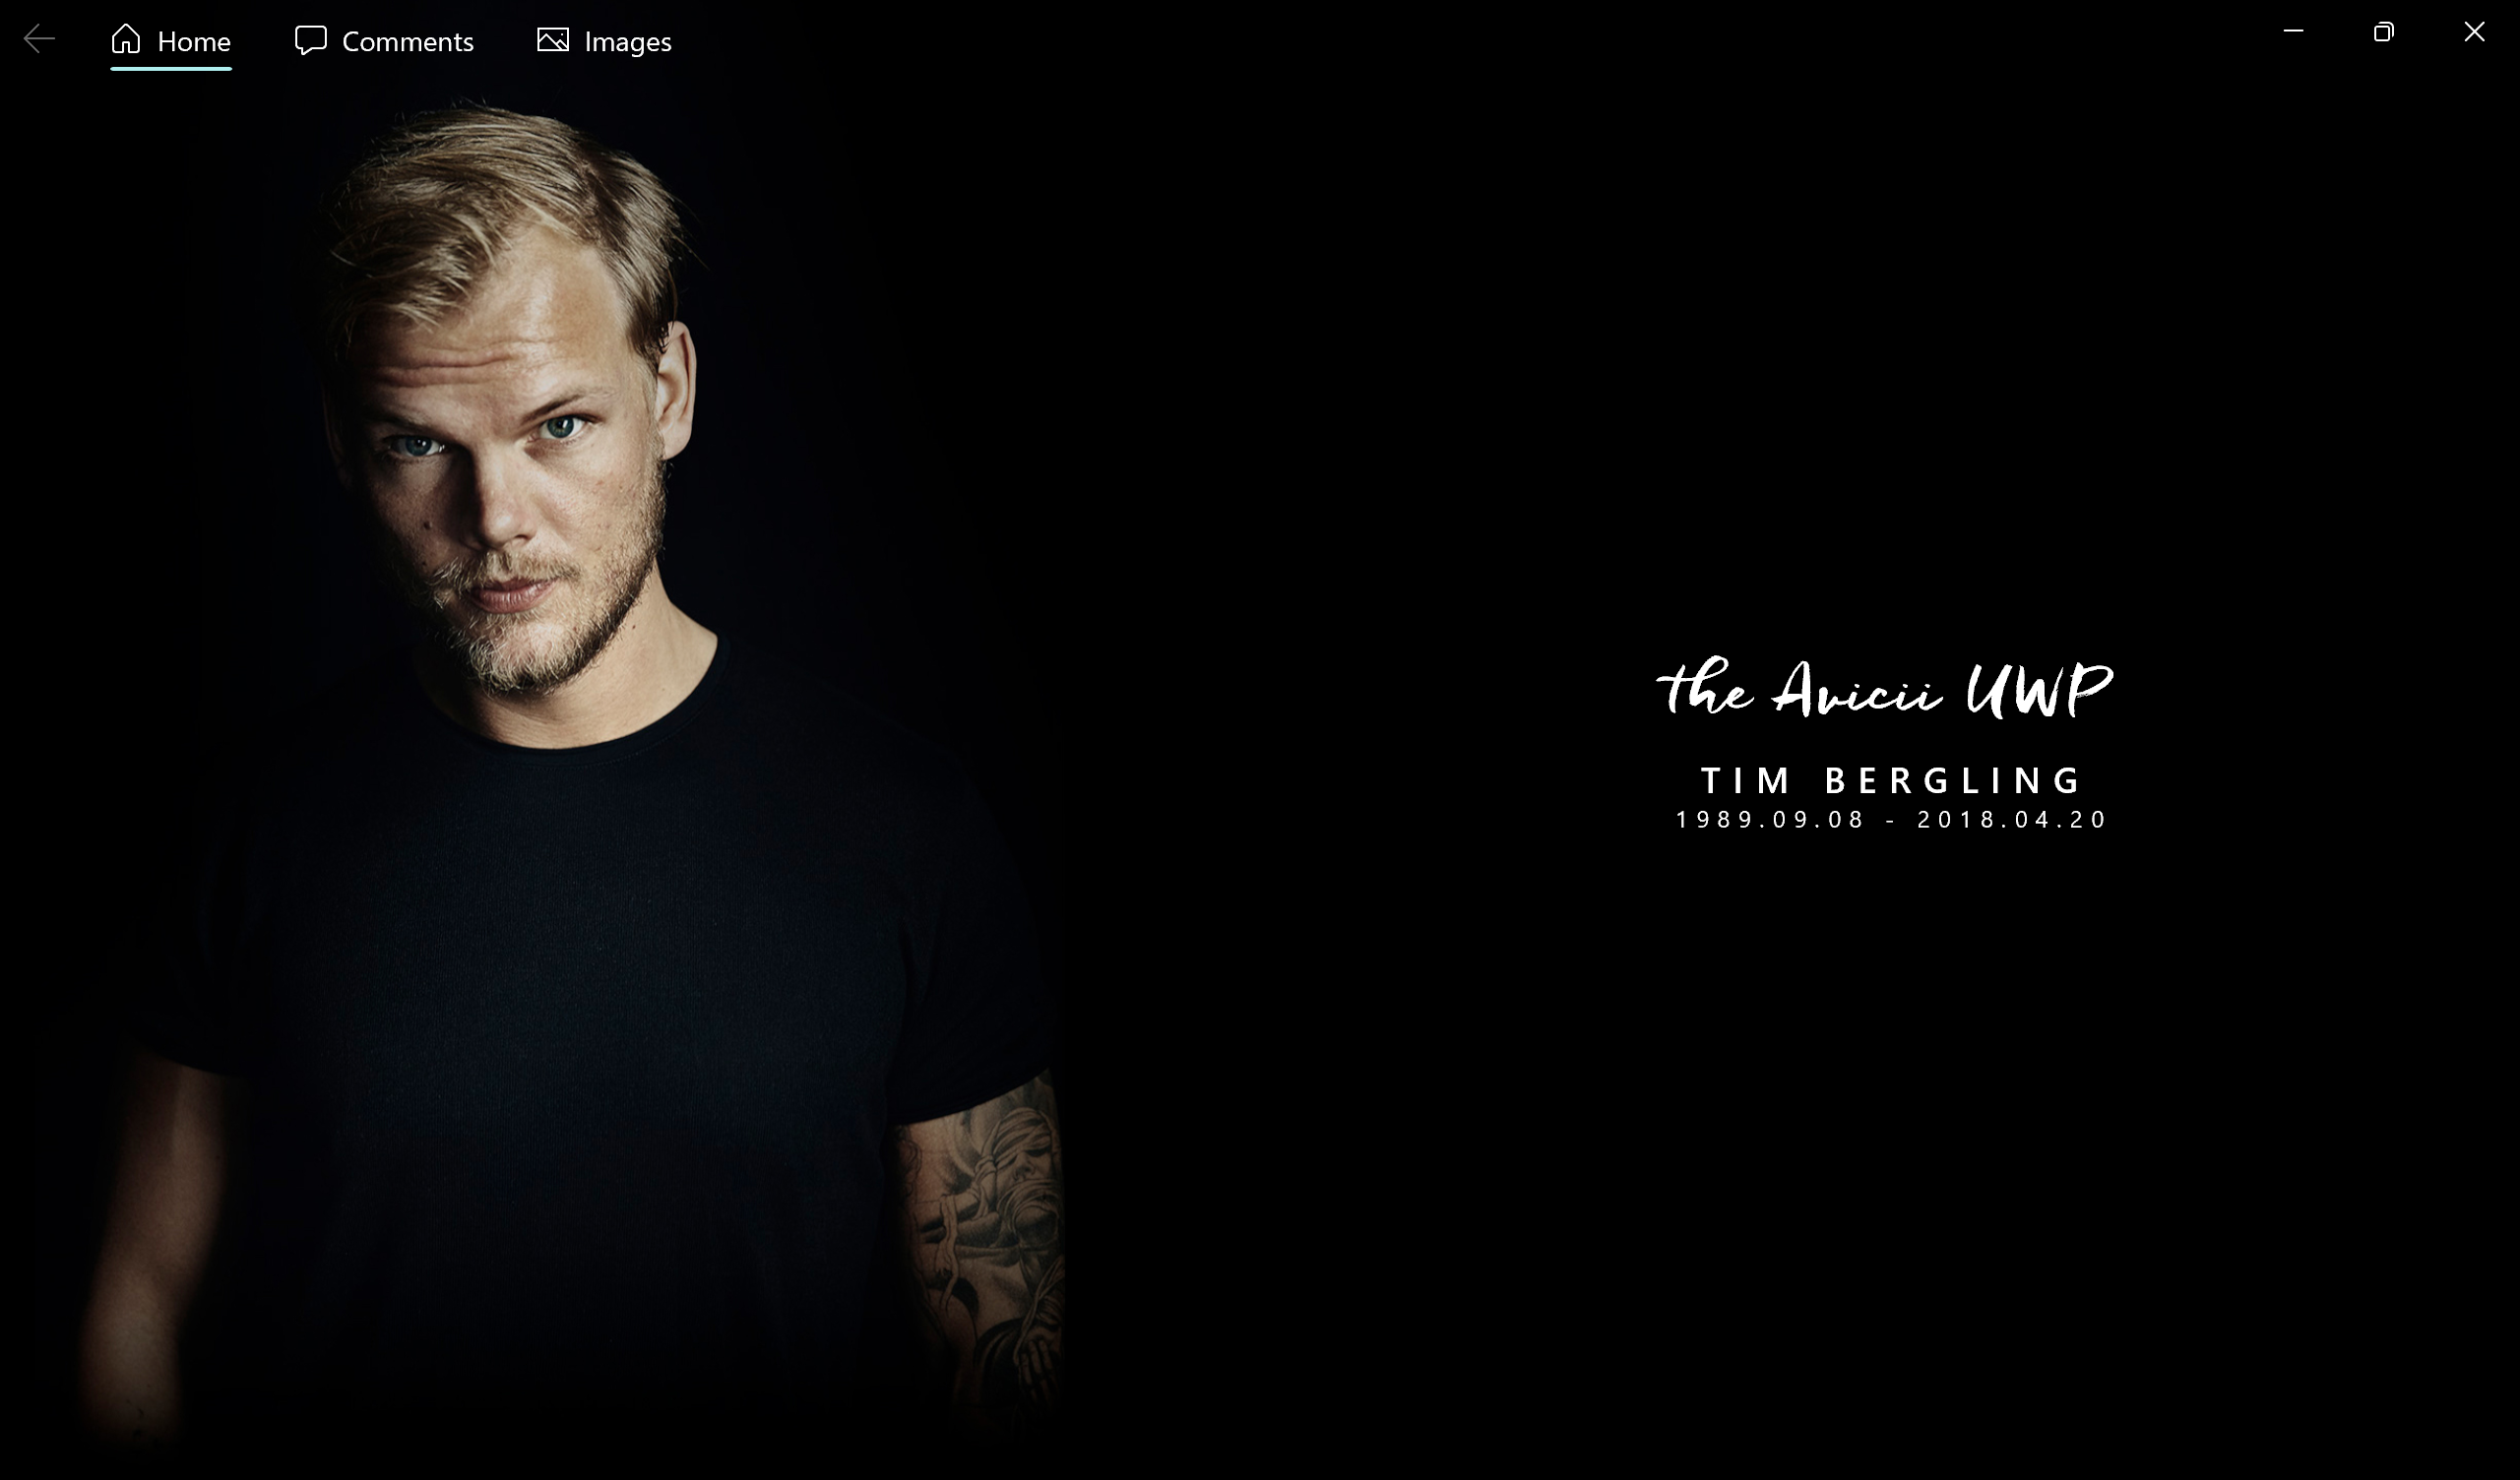 Home
Comments
Images
the Avicii UWP
TIM BERGLING
1989.09.08 - 2018.04.20